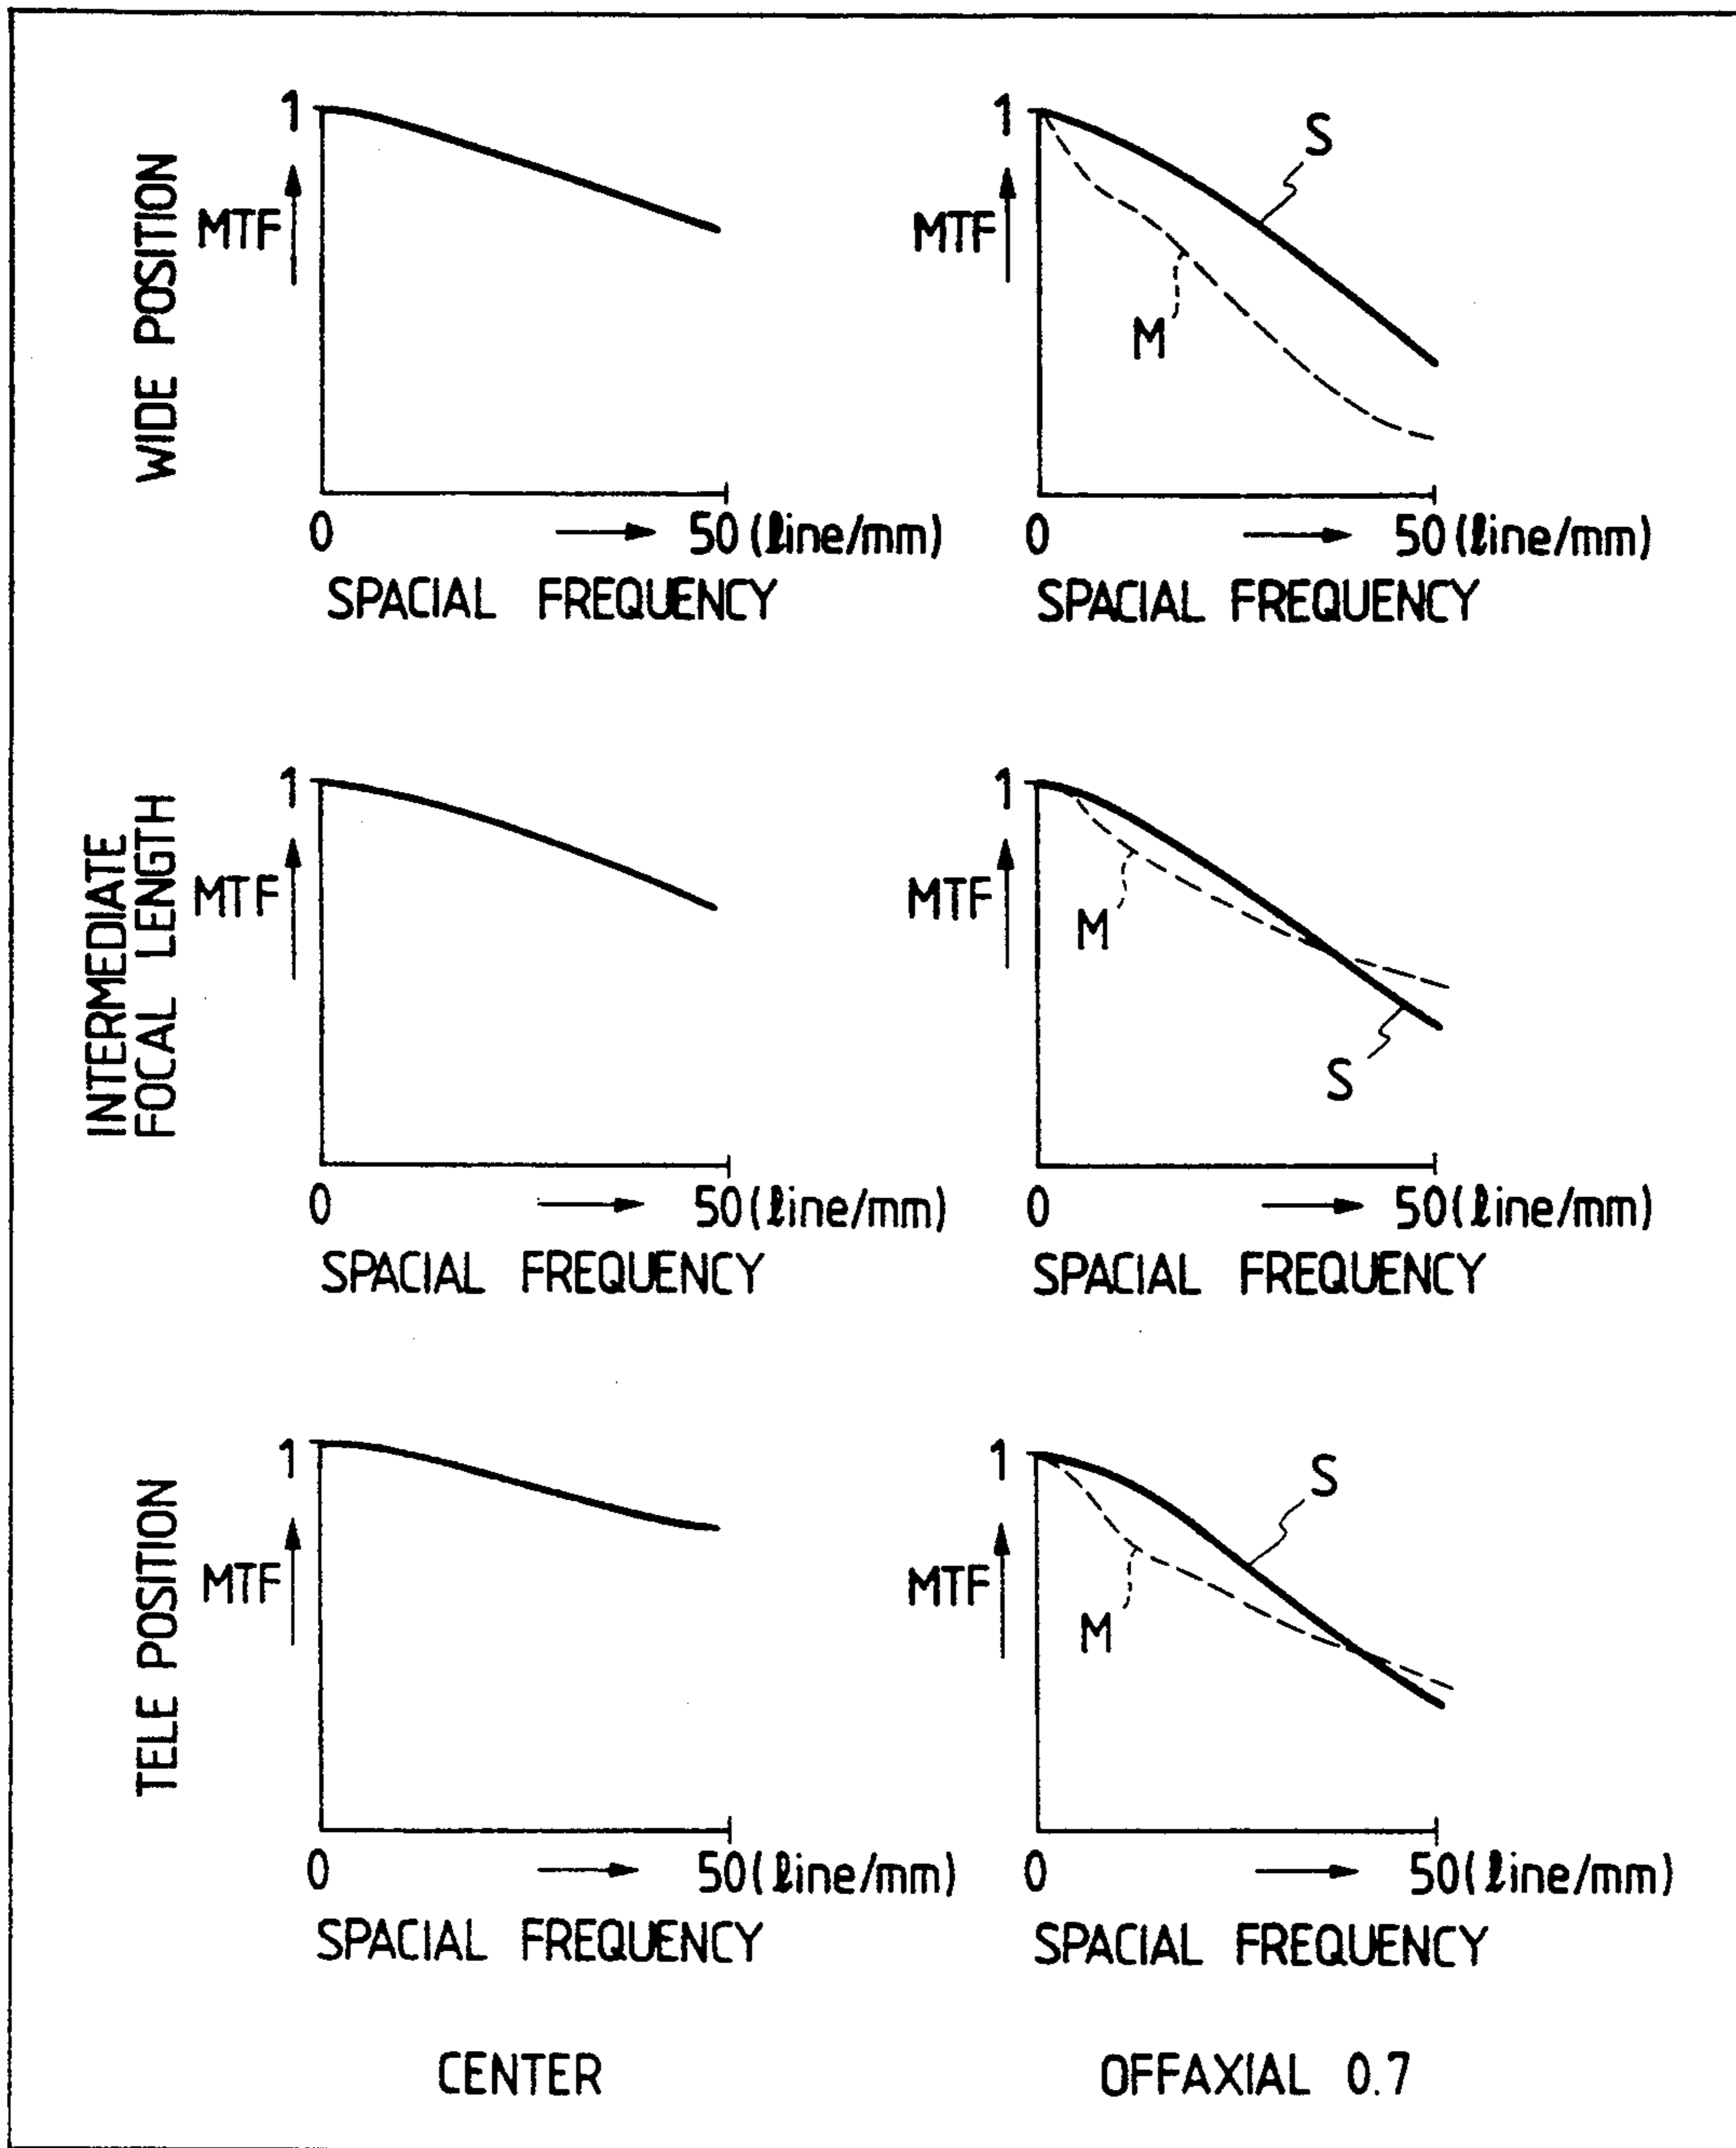 WIDE POSITION
1
MTF
0
50 (line/mm)
SPACIAL FREQUENCY
1
MTF
S
M
0
50 (line/mm)
SPACIAL FREQUENCY
INTERMEDIATE
FOCAL LENGTH
1
MTF
0
50 (line/mm)
SPACIAL FREQUENCY
1
MTF
M
S
0
50 (line/mm)
SPACIAL FREQUENCY
TELE POSITION
1
MTF
0
50 (line/mm)
SPACIAL FREQUENCY
1
MTF
S
M
0
50 (line/mm)
SPACIAL FREQUENCY
CENTER
OFFAXIAL 0.7